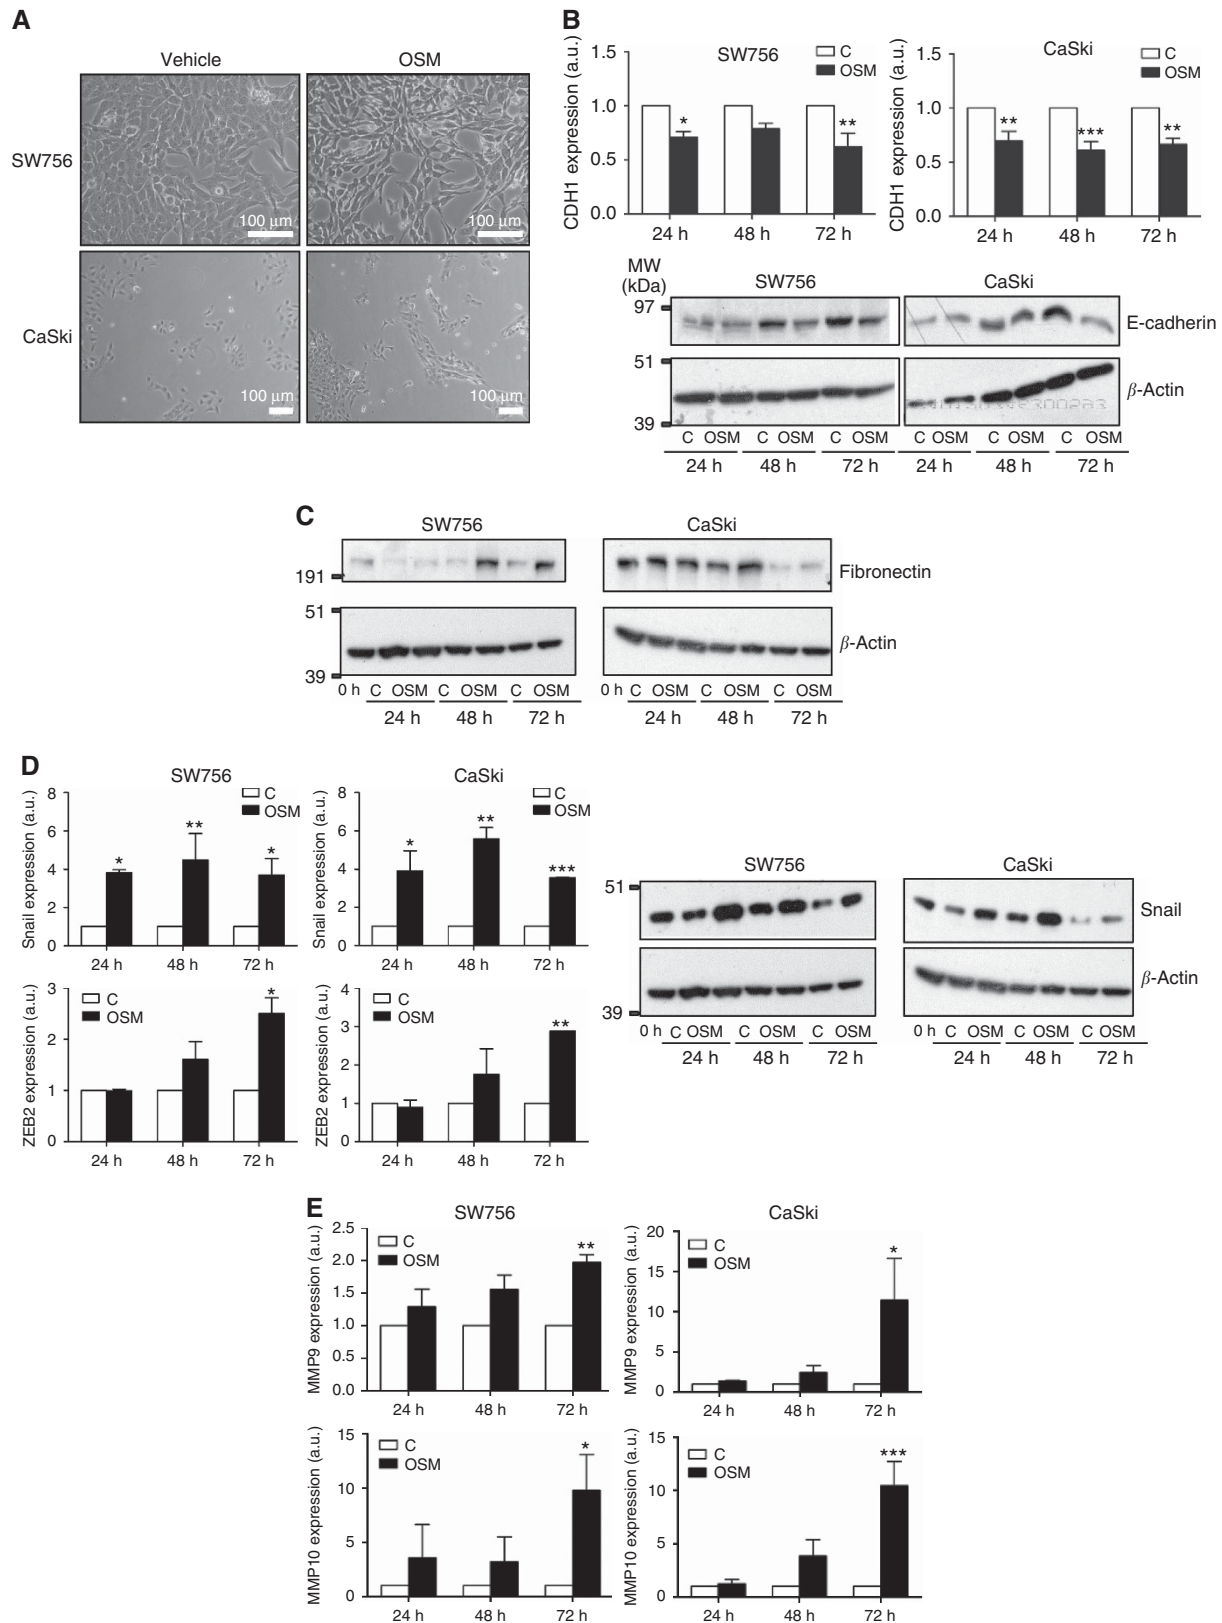 A
Vehicle OSM
SW756
100 µm 100 µm
CaSki
100 µm 100 µm
B
SW756
C
OSM
CDH1 expression (a.u.)
1.5
1.0
0.5
0.0
* **
24 h 48 h 72 h
CaSki
C
OSM
CDH1 expression (a.u.)
1.5
1.0
0.5
0.0
** *** **
24 h 48 h 72 h
MW
(kDa)
SW756 CaSki
97
E-cadherin
51
β-Actin
39
C OSM C OSM C OSM C OSM C OSM C OSM
24 h 48 h 72 h 24 h 48 h 72 h
C
SW756 CaSki
191
Fibronectin
51
β-Actin
39
0 h C OSM C OSM C OSM 0 h C OSM C OSM C OSM
24 h 48 h 72 h 24 h 48 h 72 h
D
SW756
C
OSM
Snail expression (a.u.)
8
6
4
2
0
* ** *
24 h 48 h 72 h
CaSki
C
OSM
Snail expression (a.u.)
8
6
4
2
0
* ** ***
24 h 48 h 72 h
C
OSM
ZEB2 expression (a.u.)
3
2
1
0
*
24 h 48 h 72 h
C
OSM
ZEB2 expression (a.u.)
4
3
2
1
0
**
24 h 48 h 72 h
SW756 CaSki
51
Snail
β-Actin
39
0 h C OSM C OSM C OSM 0 h C OSM C OSM C OSM
24 h 48 h 72 h 24 h 48 h 72 h
E
SW756
C
OSM
MMP9 expression (a.u.)
2.5
2.0
1.5
1.0
0.5
0.0
**
24 h 48 h 72 h
CaSki
C
OSM
MMP9 expression (a.u.)
20
15
10
5
0
*
24 h 48 h 72 h
C
OSM
MMP10 expression (a.u.)
15
10
5
0
*
24 h 48 h 72 h
C
OSM
MMP10 expression (a.u.)
15
10
5
0
***
24 h 48 h 72 h